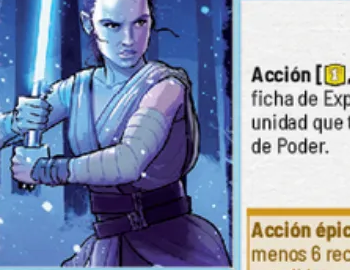 Acción [1,
ficha de Exp
unidad que
de Poder.
Acción épic
menos 6 rec